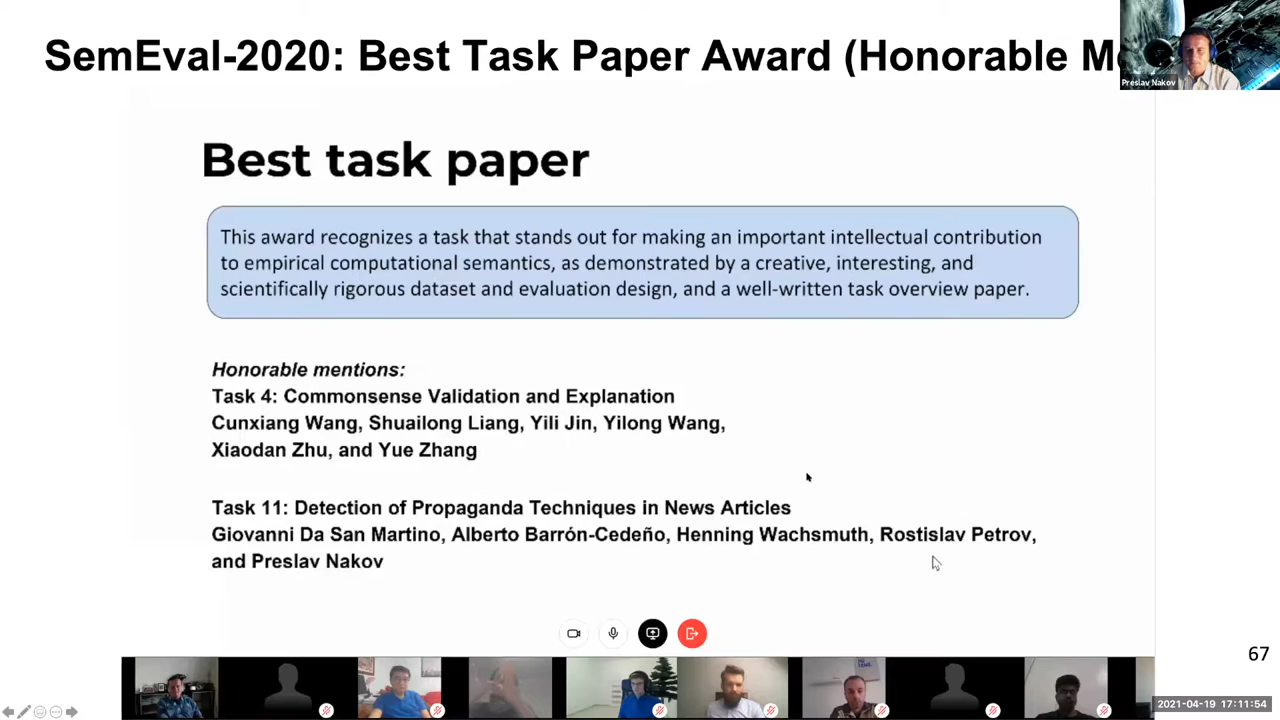 SemEval-2020: Best Task Paper Award (Honorable
Preslav Nakov
Best task paper
This award recognizes a task that stands out for making an important intellectual contribution
to empirical computational semantics, as demonstrated by a creative, interesting, and
scientifically rigorous dataset and evaluation design, and a well-written task overview paper.
Honorable mentions:
Task 4: Commonsense Validation and Explanation
Cunxiang Wang, Shuailong Liang, Yili Jin, Yilong Wang,
Xiaodan Zhu, and Yue Zhang
Task 11: Detection of Propaganda Techniques in News Articles
Giovanni Da San Martino, Alberto Barrón-Cedeño, Henning Wachsmuth, Rostislav Petrov,
and Preslav Nakov
67
2021-04-19 17:11:54